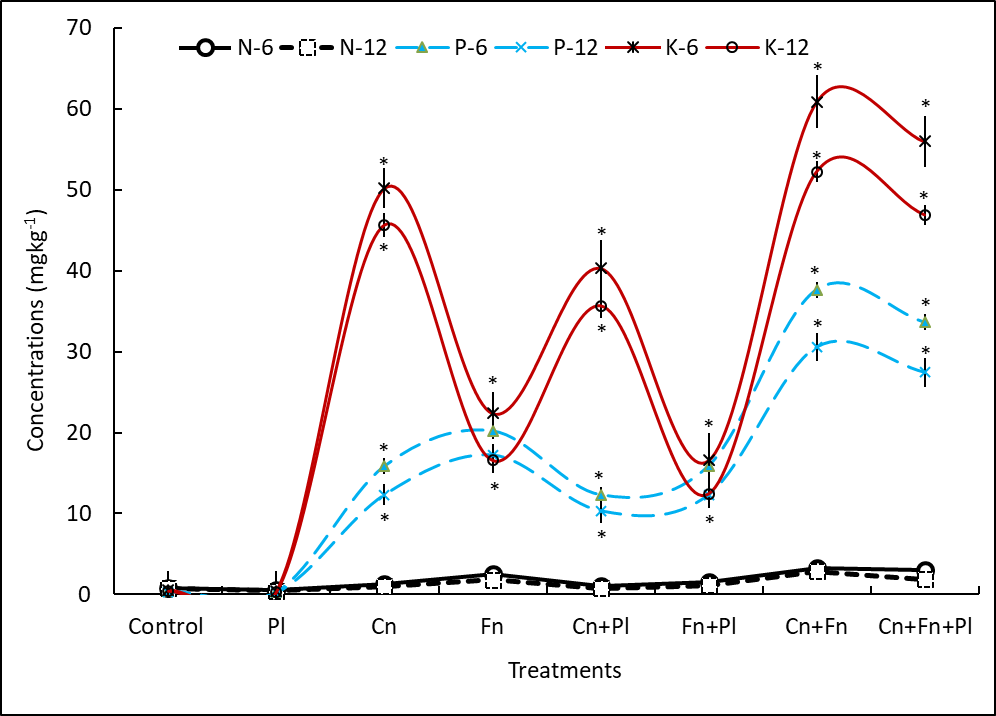 70
N-6 N-12 P-6 P-12 K-6 K-12
60
50
40
30
20
10
0
Concentrations (mgkg⁻¹)
* * * * * * * * * * * * * * * * * * * * * * * *
Control Pl Cn Fn Cn+Pl Fn+Pl Cn+Fn Cn+Fn+Pl
Treatments